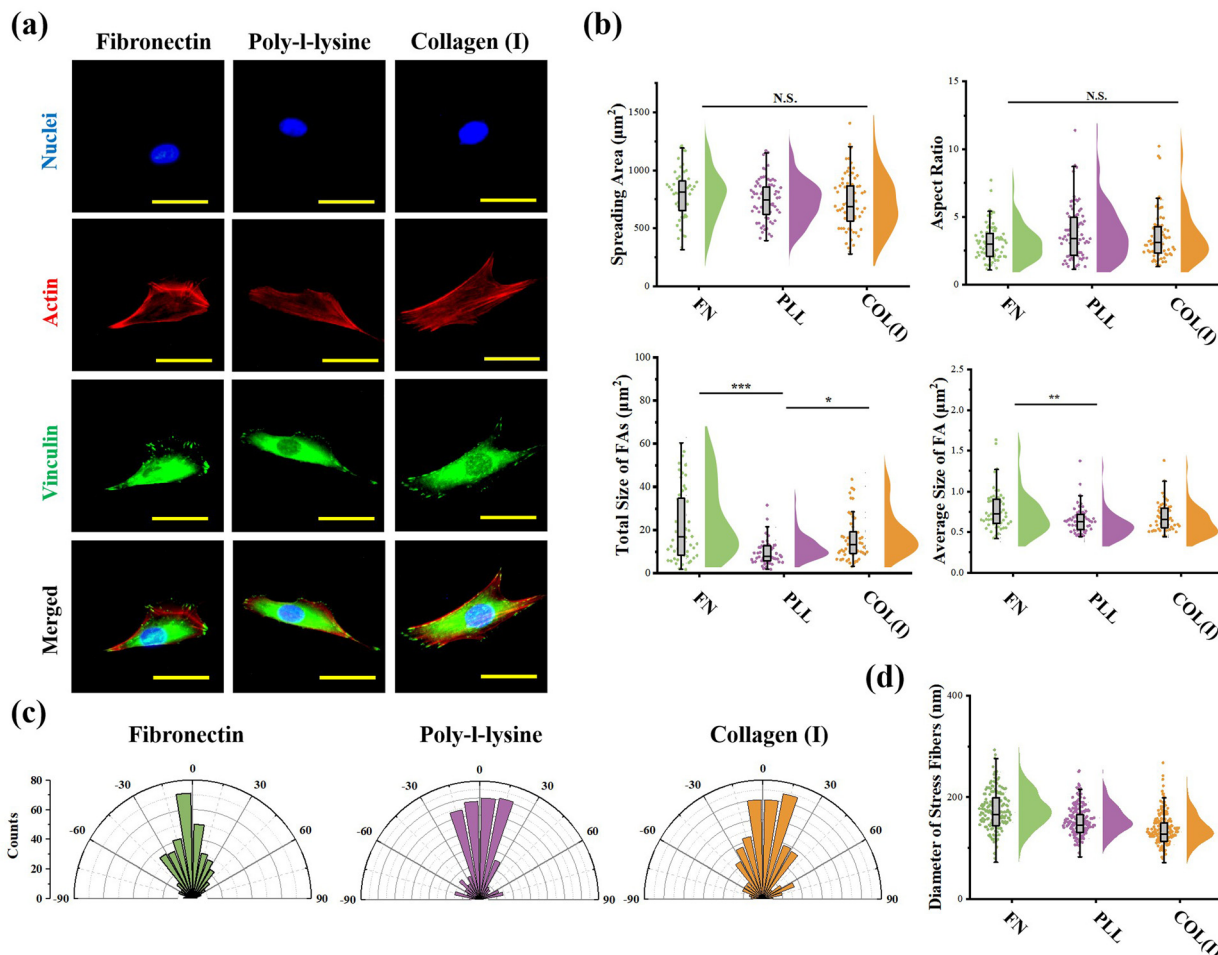 (a)
Fibronectin Poly-l-lysine Collagen (I)
Nuclei
Actin
Vinculin
Merged
(b)
Spreading Area (µm²)
1500
1000
500
0
N.S.
FN PLL COL(I)
Aspect Ratio
15
10
5
0
N.S.
FN PLL COL(I)
Total Size of FAs (µm²)
100
80
60
40
20
0
*** *
FN PLL COL(I)
Average Size of FA (µm²)
2.5
2.0
1.5
1.0
0.5
0.0
**
FN PLL COL(I)
(c)
Fibronectin
Counts
80
60
40
20
0
-90 -60 -30 0 30 60 90
Poly-l-lysine
-90 -60 -30 0 30 60 90
Collagen (I)
-90 -60 -30 0 30 60 90
(d)
Diameter of Stress Fibers (nm)
400
300
200
100
0
FN PLL COL(I)